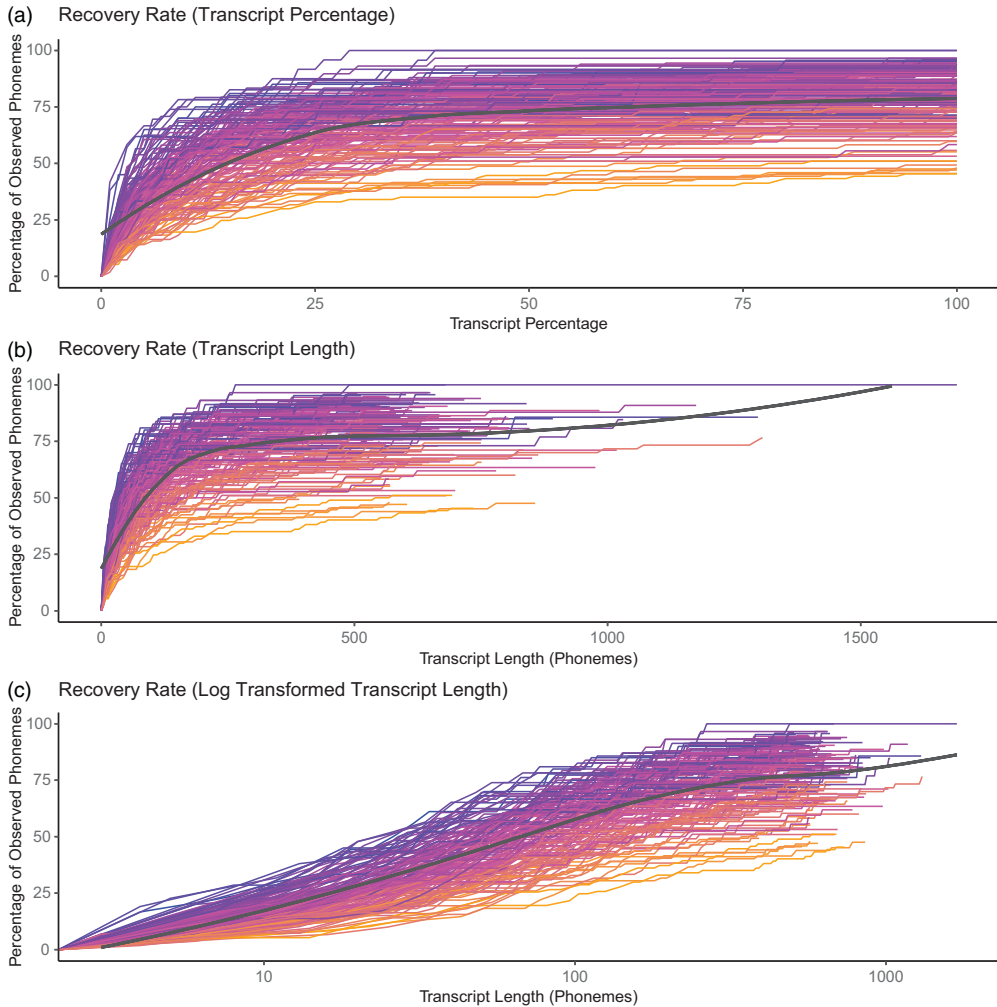 (a) Recovery Rate (Transcript Percentage)
Percentage of Observed Phonemes
100
75
50
25
0
0 25 50 75 100
Transcript Percentage
(b) Recovery Rate (Transcript Length)
Percentage of Observed Phonemes
100
75
50
25
0
0 500 1000 1500
Transcript Length (Phonemes)
(c) Recovery Rate (Log Transformed Transcript Length)
Percentage of Observed Phonemes
100
75
50
25
0
10 100 1000
Transcript Length (Phonemes)